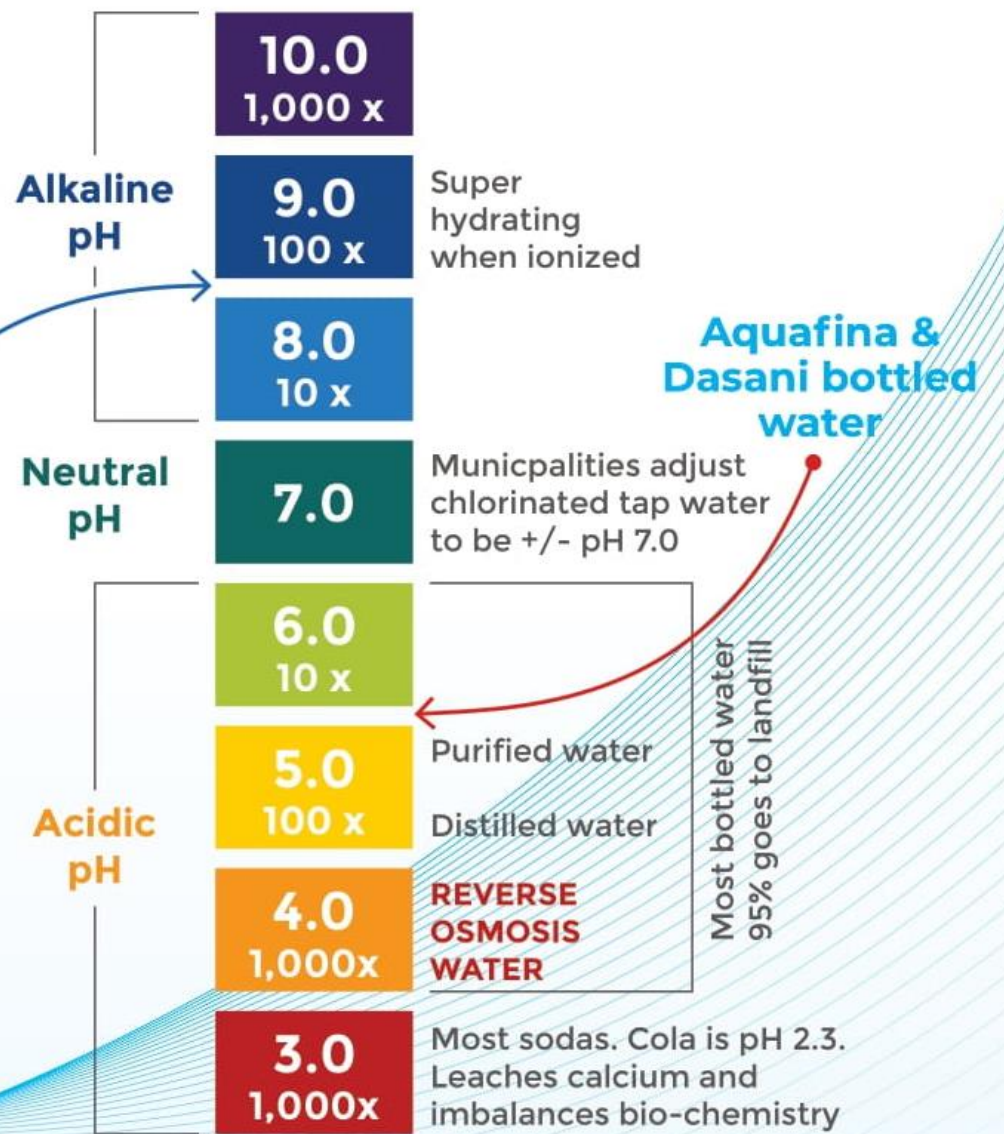 10.0
1,000 x
Alkaline
pH
9.0
100 x
Super
hydrating
when ionized
8.0
10 x
Aquafina &
Dasani bottled
water
Neutral
pH
7.0
Municpalities adjust
chlorinated tap water
to be +/- pH 7.0
6.0
10 x
Most bottled water
95% goes to landfill
Acidic
pH
5.0
100 x
Purified water
Distilled water
4.0
1,000x
REVERSE
OSMOSIS
WATER
3.0
1,000x
Most sodas. Cola is pH 2.3.
Leaches calcium and
imbalances bio-chemistry